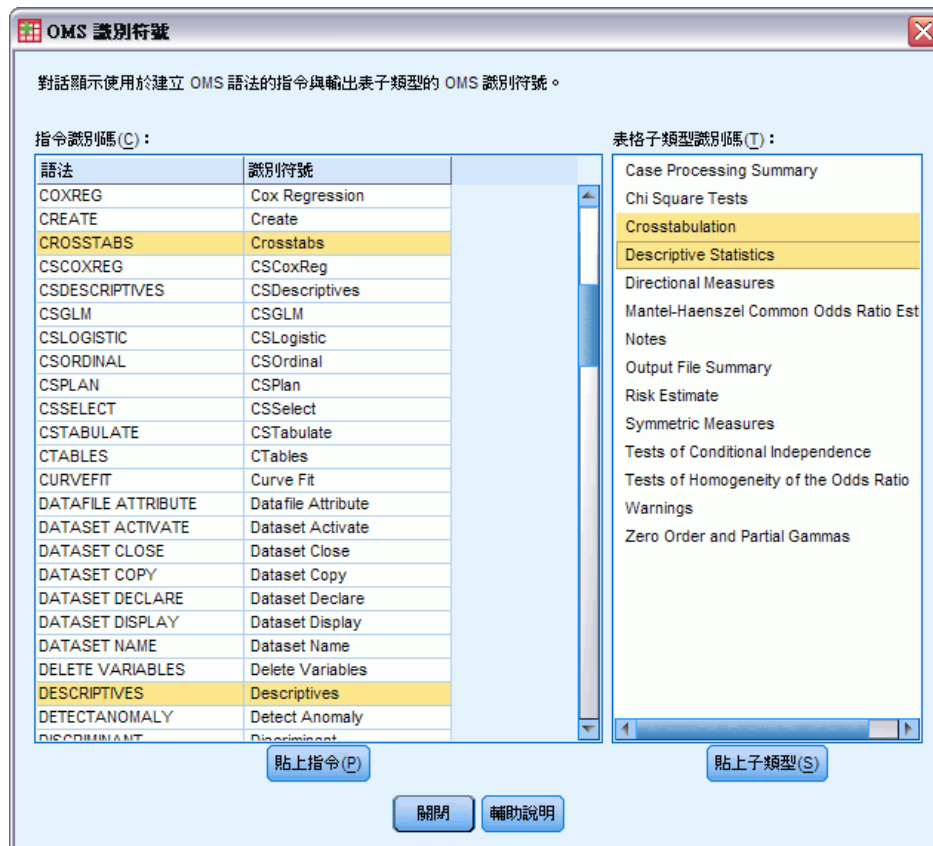 OMS 識別符號
對話顯示使用於建立 OMS 語法的指令與輸出表子類型的 OMS 識別符號。
指令識別碼(C)：
語法 識別符號
COXREG Cox Regression
CREATE Create
CROSSTABS Crosstabs
CSCOXREG CSCoxReg
CSDESCRIPTIVES CSDescriptives
CSGLM CSGLM
CSLOGISTIC CSLogistic
CSORDINAL CSOrdinal
CSPLAN CSPlan
CSSELECT CSSelect
CSTABULATE CSTabulate
CTABLES CTables
CURVEFIT Curve Fit
DATAFILE ATTRIBUTE Datafile Attribute
DATASET ACTIVATE Dataset Activate
DATASET CLOSE Dataset Close
DATASET COPY Dataset Copy
DATASET DECLARE Dataset Declare
DATASET DISPLAY Dataset Display
DATASET NAME Dataset Name
DELETE VARIABLES Delete Variables
DESCRIPTIVES Descriptives
DETECTANOMALY Detect Anomaly
DISCRIMINANT Discriminant
貼上指令(P)
表格子類型識別碼(T)：
Case Processing Summary
Chi Square Tests
Crosstabulation
Descriptive Statistics
Directional Measures
Mantel-Haenszel Common Odds Ratio Est
Notes
Output File Summary
Risk Estimate
Symmetric Measures
Tests of Conditional Independence
Tests of Homogeneity of the Odds Ratio
Warnings
Zero Order and Partial Gammas
貼上子類型(S)
關閉 輔助說明